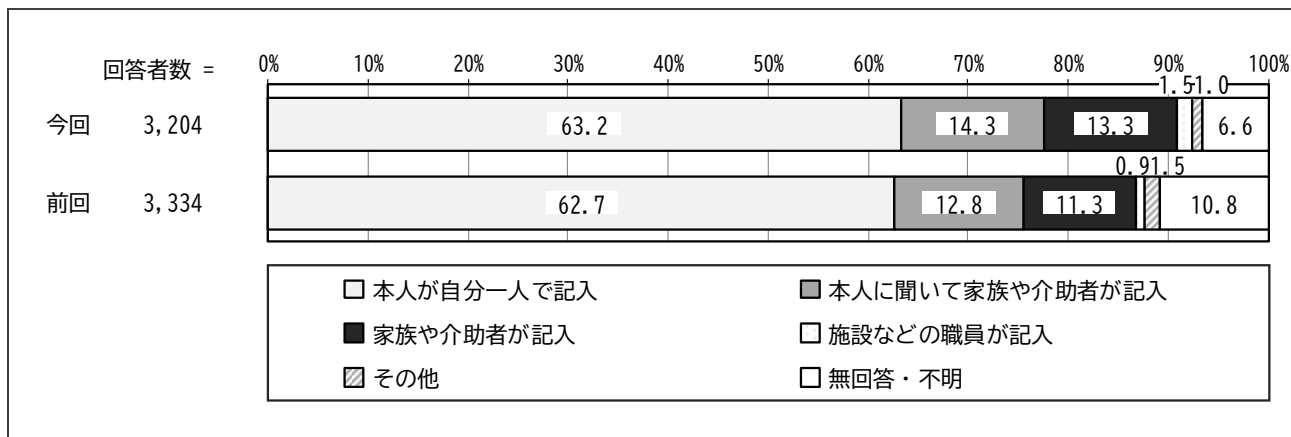 回答者数 = 0% 10% 20% 30% 40% 50% 60% 70% 80% 90% 100%
1.5 1.0
今回 3,204 63.2 14.3 13.3 6.6
0.9 1.5
前回 3,334 62.7 12.8 11.3 10.8
本人が自分一人で記入 本人に聞いて家族や介助者が記入
家族や介助者が記入 施設などの職員が記入
その他 無回答・不明